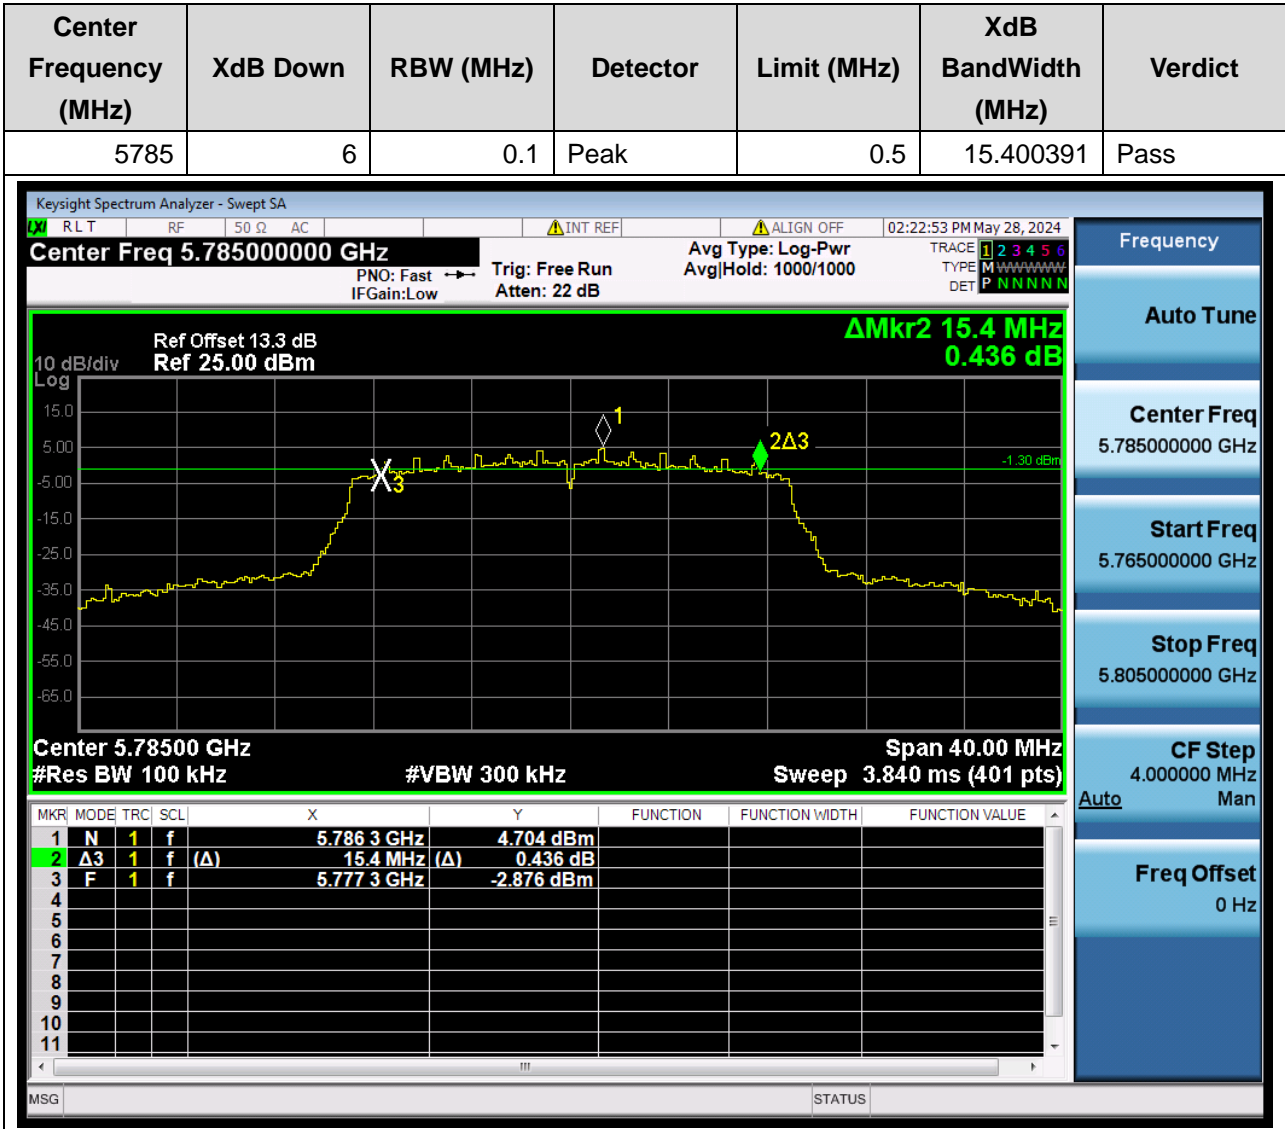 Center Frequency (MHz) XdB Down RBW (MHz) Detector Limit (MHz) XdB BandWidth (MHz) Verdict
5785 6 0.1 Peak 0.5 15.400391 Pass
Keysight Spectrum Analyzer - Swept SA
LXI RLT RF 50 Ω AC INT REF ALIGN OFF 02:22:53 PM May 28, 2024
Center Freq 5.785000000 GHz
PNO: Fast
IFGain:Low
Trig: Free Run
Atten: 22 dB
Avg Type: Log-Pwr
Avg|Hold: 1000/1000
TRACE 1 2 3 4 5 6
TYPE M WWWWW
DET P N N N N N
ΔMkr2 15.4 MHz
0.436 dB
Ref Offset 13.3 dB
10 dB/div Ref 25.00 dBm
Log
15.0
5.00
-5.00
-15.0
-25.0
-35.0
-45.0
-55.0
-65.0
1
2Δ3
3
-1.30 dBm
Center 5.78500 GHz Span 40.00 MHz
#Res BW 100 kHz #VBW 300 kHz Sweep 3.840 ms (401 pts)
MKR MODE TRC SCL X Y FUNCTION FUNCTION WIDTH FUNCTION VALUE
1 N 1 f 5.786 3 GHz 4.704 dBm
2 Δ3 1 f (Δ) 15.4 MHz (Δ) 0.436 dB
3 F 1 f 5.777 3 GHz -2.876 dBm
4
5
6
7
8
9
10
11
MSG STATUS
Frequency
Auto Tune
Center Freq
5.785000000 GHz
Start Freq
5.765000000 GHz
Stop Freq
5.805000000 GHz
CF Step
4.000000 MHz
Auto Man
Freq Offset
0 Hz